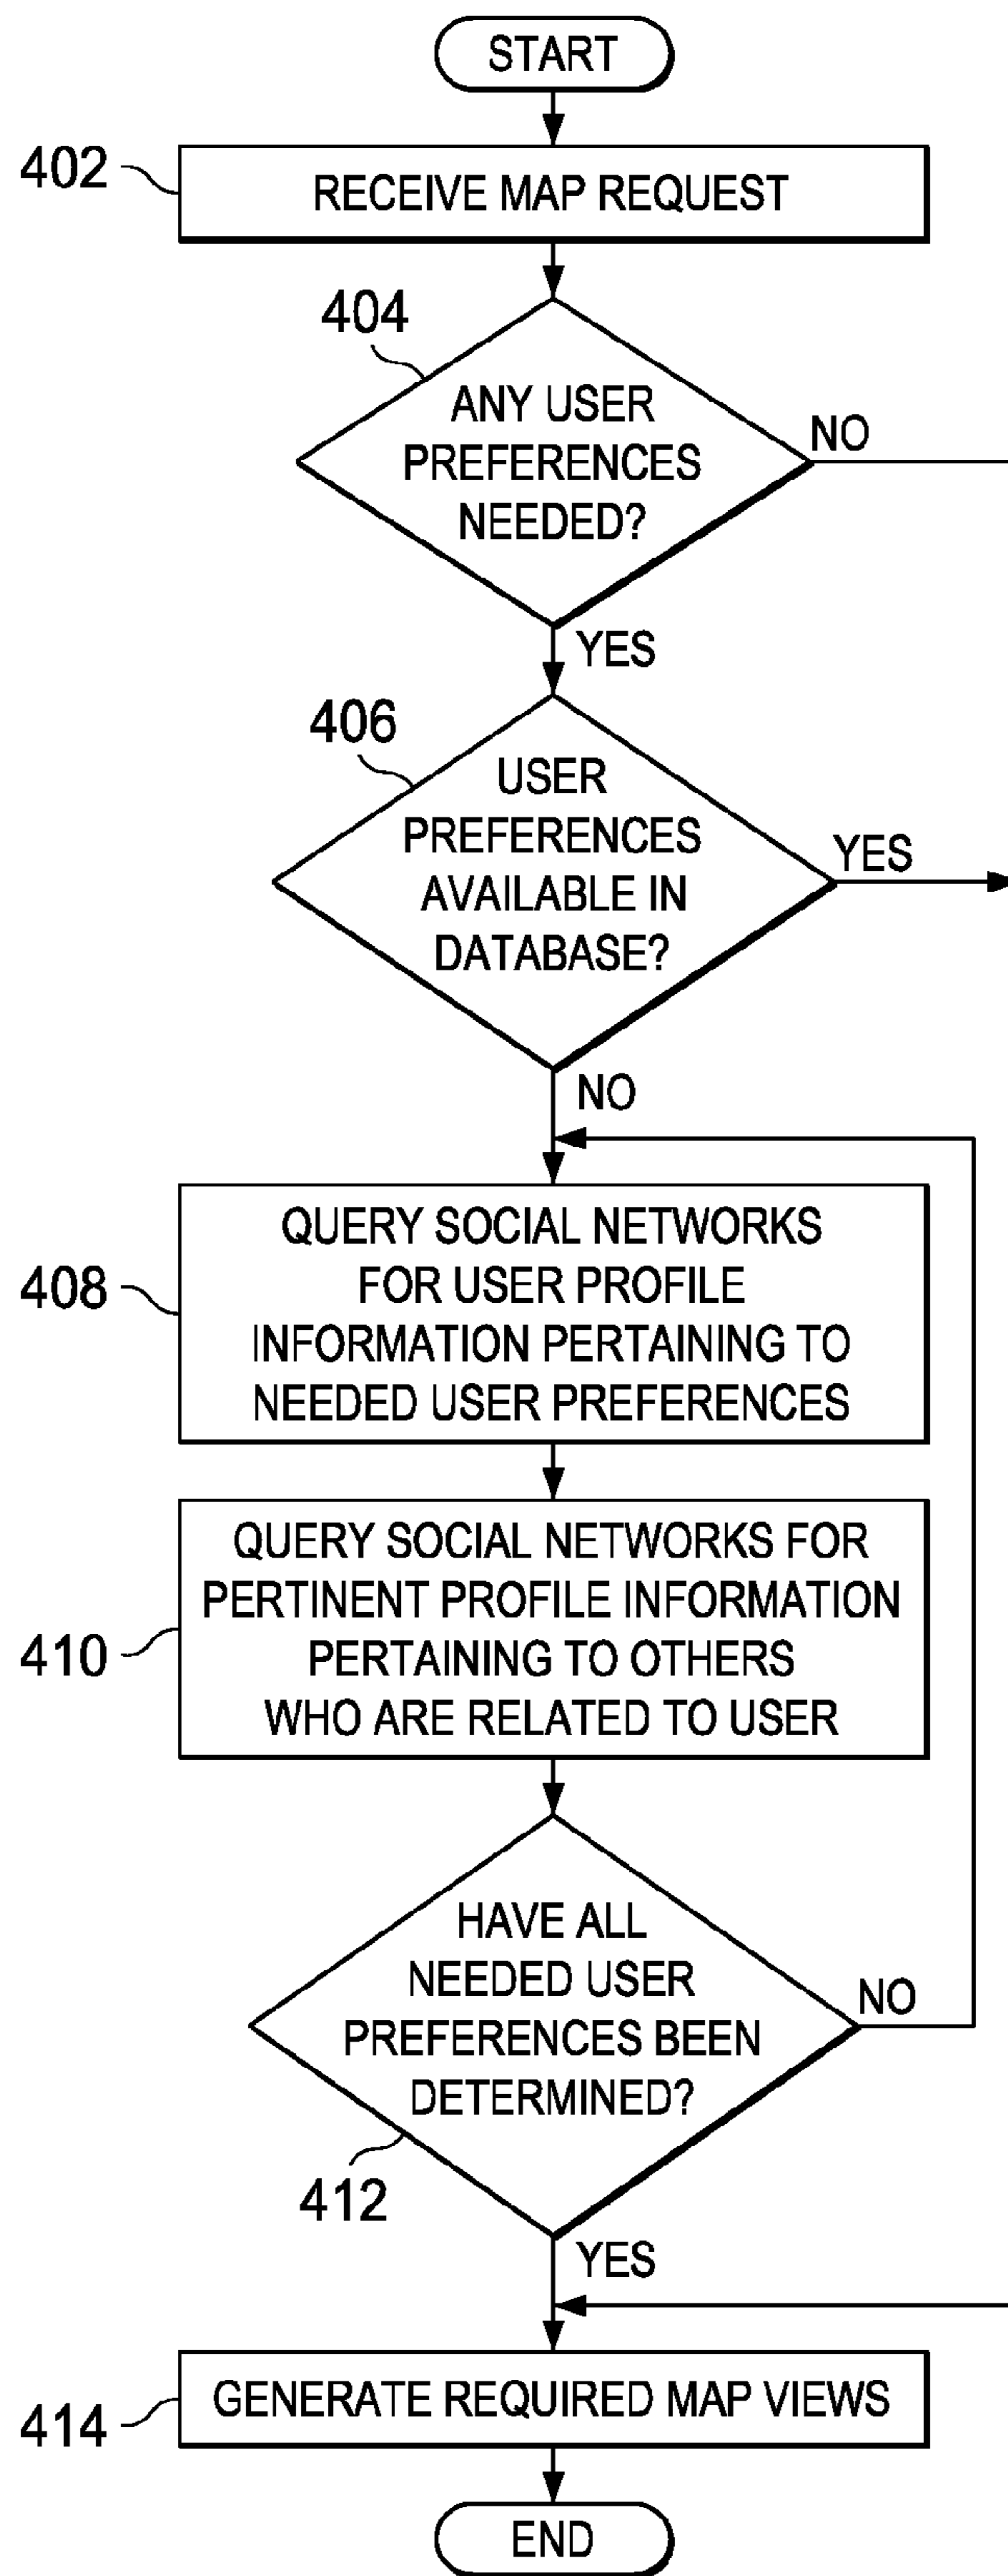 START
402
RECEIVE MAP REQUEST
404
ANY USER
PREFERENCES
NEEDED?
NO
YES
406
USER
PREFERENCES
AVAILABLE IN
DATABASE?
YES
NO
408
QUERY SOCIAL NETWORKS
FOR USER PROFILE
INFORMATION PERTAINING TO
NEEDED USER PREFERENCES
410
QUERY SOCIAL NETWORKS FOR
PERTINENT PROFILE INFORMATION
PERTAINING TO OTHERS
WHO ARE RELATED TO USER
HAVE ALL
NEEDED USER
PREFERENCES BEEN
DETERMINED?
NO
412
YES
414
GENERATE REQUIRED MAP VIEWS
END